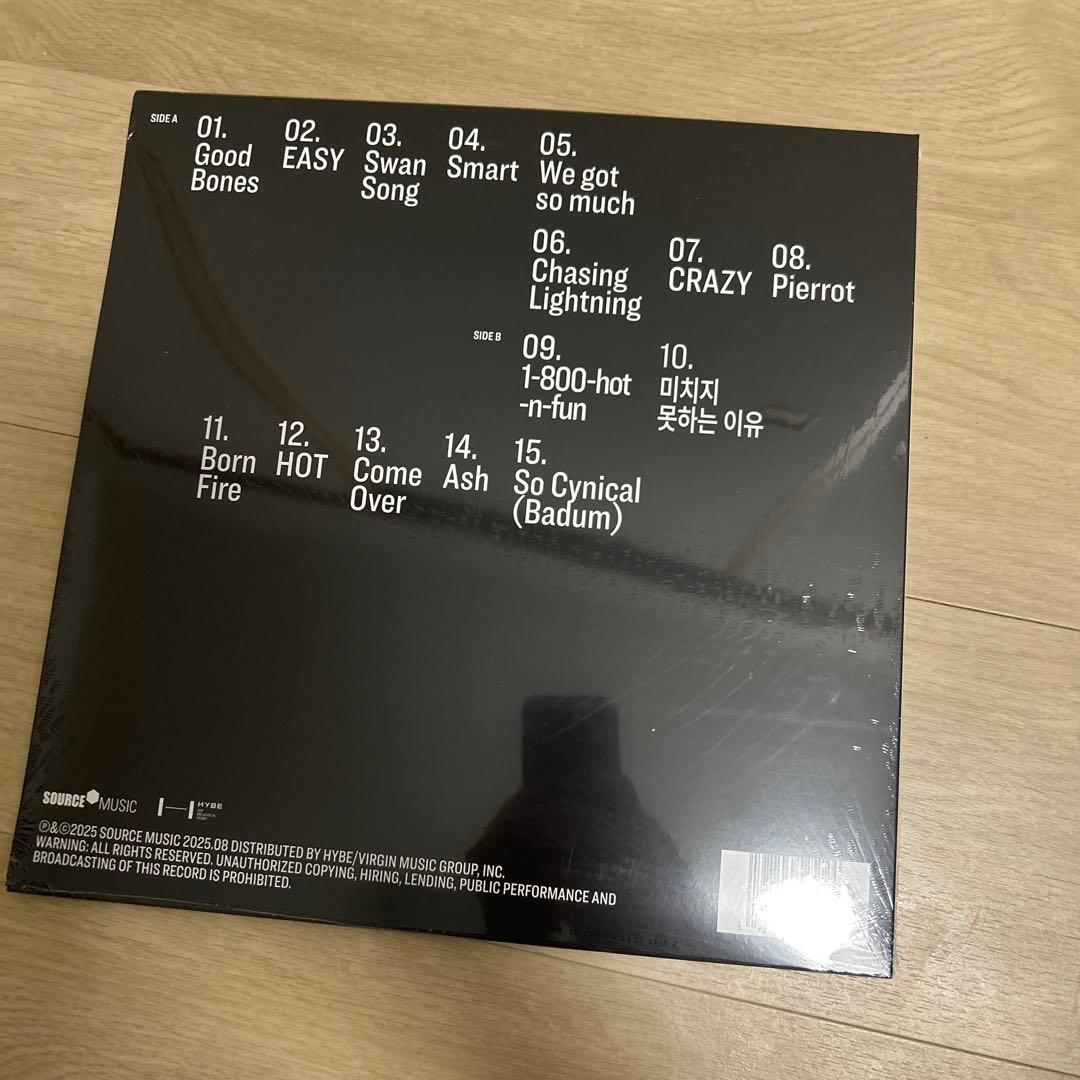 SIDE A
01.
Good
Bones
02.
EASY
03.
Swan
Song
04.
Smart
05.
We got
so much
06.
Chasing
Lightning
07.
CRAZY
08.
Pierrot
SIDE B
09.
1-800-hot
-n-fun
10.
미치지
못하는 이유
11.
Born
Fire
12.
HOT
13.
Come
Over
14.
Ash
15.
So Cynical
(Badum)
SOURCE MUSIC
HYBE
WE
BELIEVE IN
MUSIC
Ⓟ&©2025 SOURCE MUSIC 2025.08 DISTRIBUTED BY HYBE/VIRGIN MUSIC GROUP, INC.
WARNING: ALL RIGHTS RESERVED. UNAUTHORIZED COPYING, HIRING, LENDING, PUBLIC PERFORMANCE AND
BROADCASTING OF THIS RECORD IS PROHIBITED.